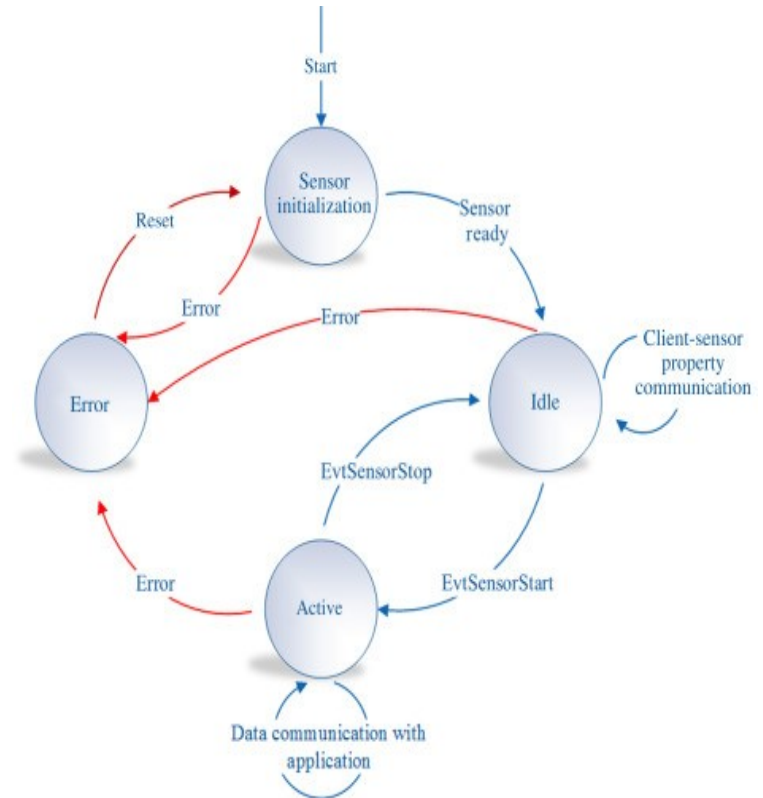 Start
Sensor
initialization
Reset
Sensor
ready
Error
Error
Client-sensor
property
communication
Error
Idle
EvtSensorStop
Error
EvtSensorStart
Active
Data communication with
application